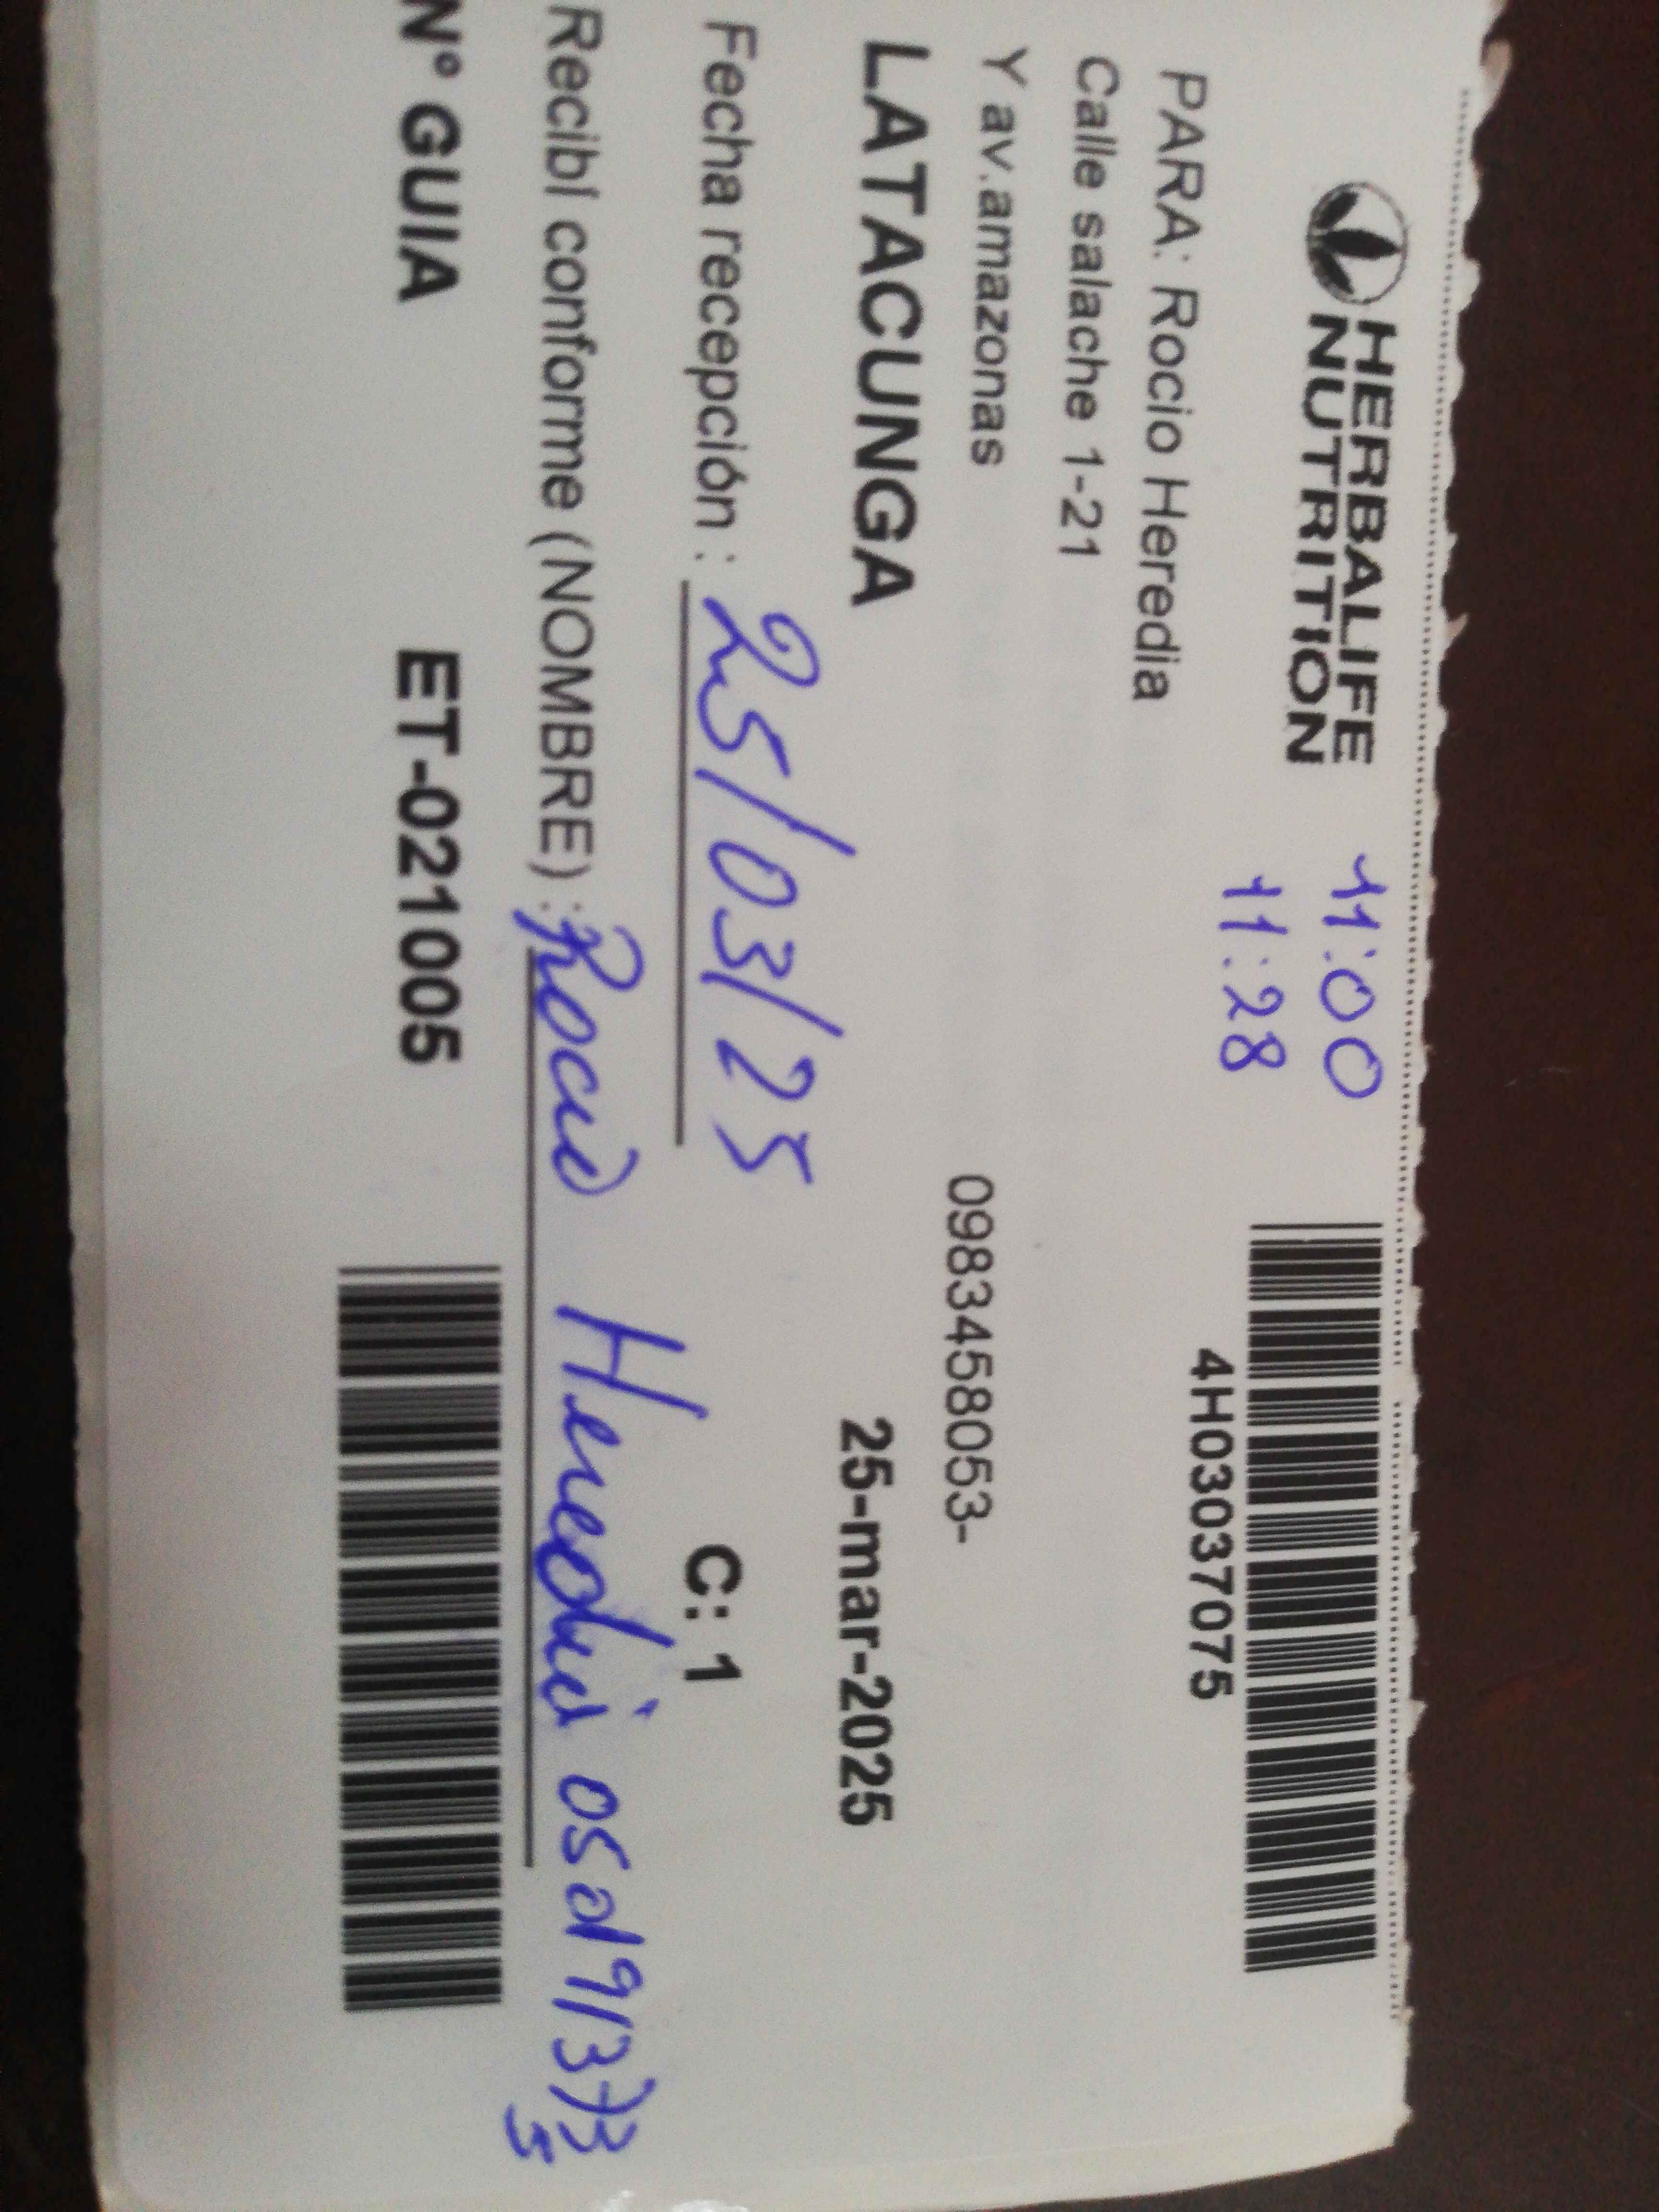 HERBALIFE
NUTRITION
11:00
11:28
4H03037075
PARA: Rocio Heredia
Calle salache 1-21
Y av.amazonas
0983458053-
LATACUNGA
25-mar-2025
Fecha recepción : 25/03/25
C: 1
Recibí conforme (NOMBRE) : Rocio Heredia
Nº GUIA ET-021005